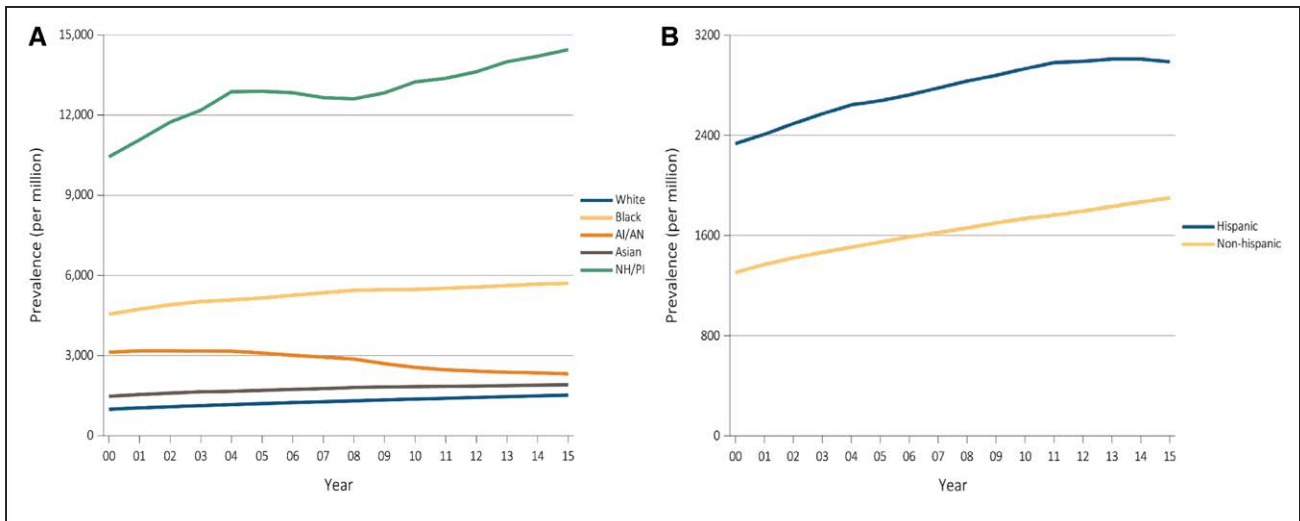 A
Prevalence (per million)
15,000
12,000
9,000
6,000
3,000
0
00 01 02 03 04 05 06 07 08 09 10 11 12 13 14 15
Year
White
Black
AI/AN
Asian
NH/PI
B
Prevalence (per million)
3200
2400
1600
800
0
00 01 02 03 04 05 06 07 08 09 10 11 12 13 14 15
Year
Hispanic
Non-hispanic